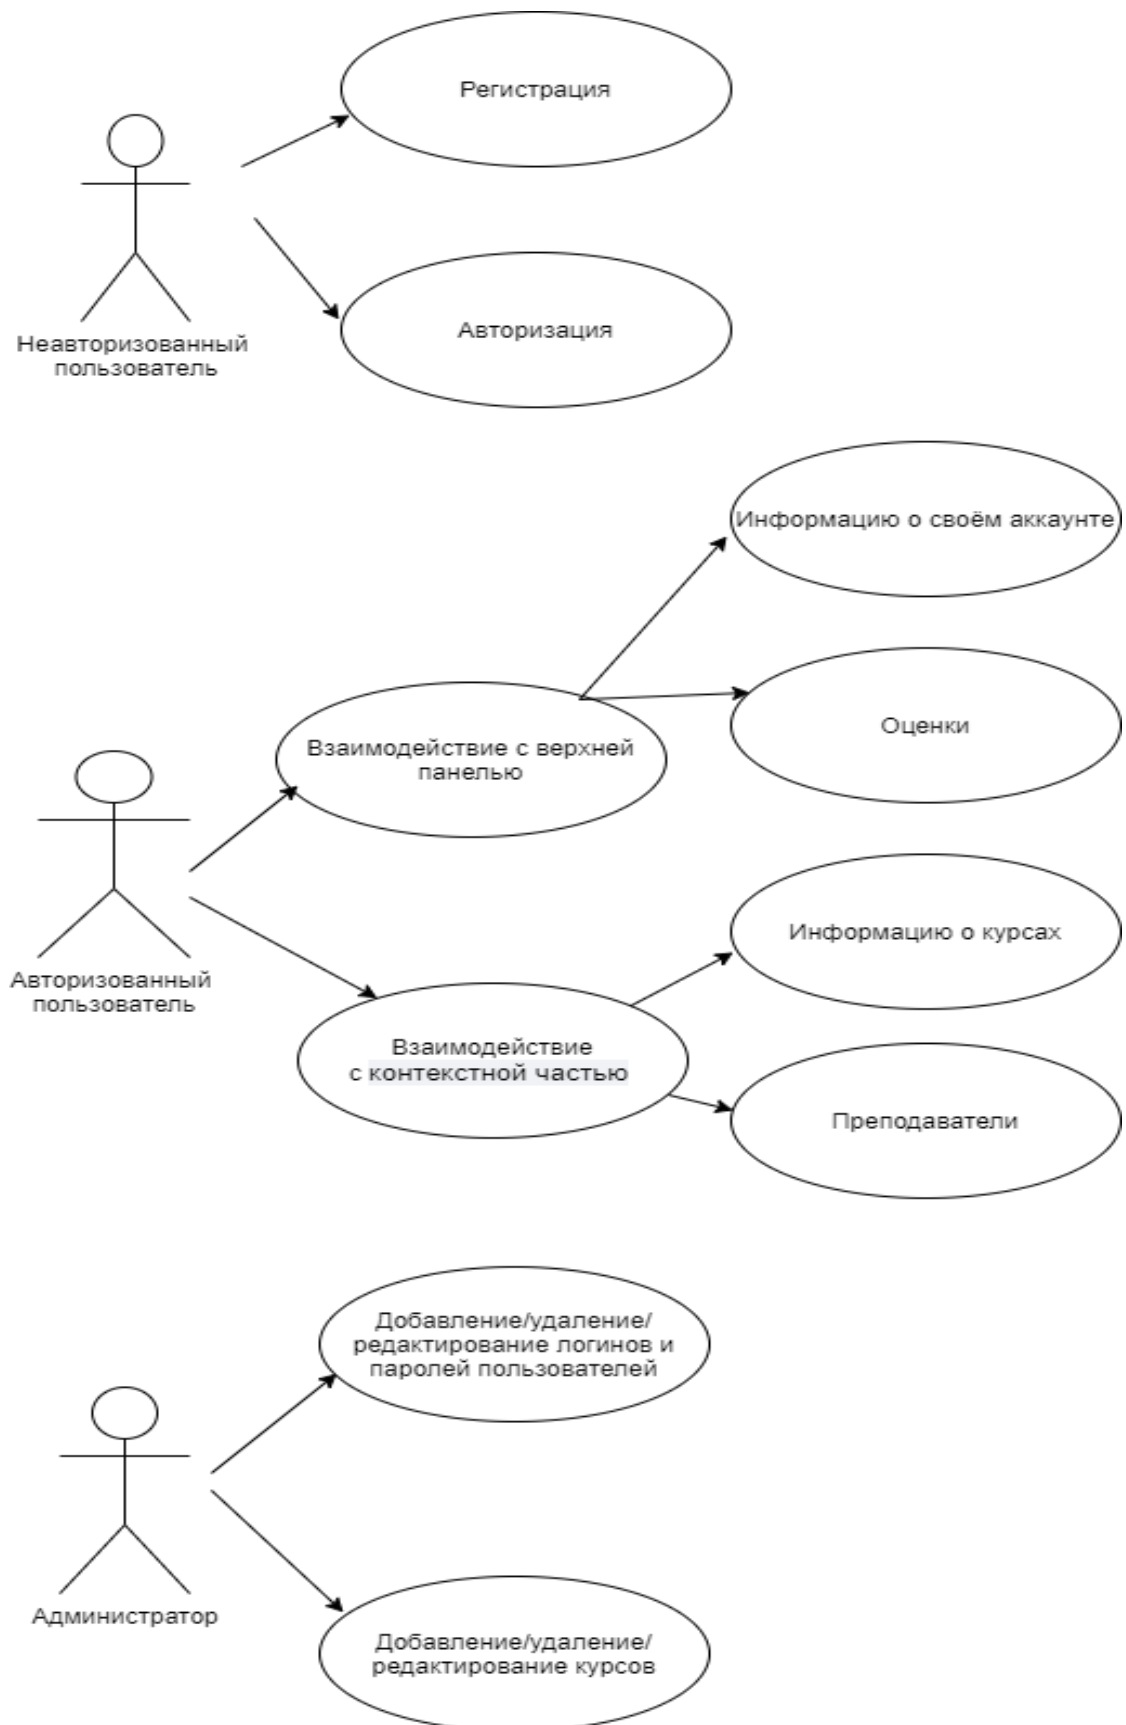 Регистрация
Неавторизованный
пользователь
Авторизация
Информацию о своём аккаунте
Оценки
Взаимодействие с верхней
панелью
Авторизованный
пользователь
Информацию о курсах
Взаимодействие
с контекстной частью
Преподаватели
Добавление/удаление/
редактирование логинов и
паролей пользователей
Администратор
Добавление/удаление/
редактирование курсов